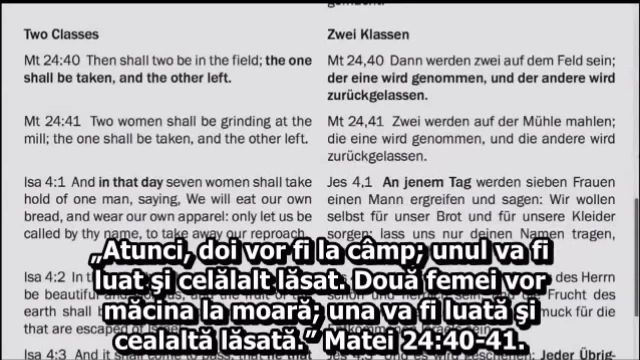 Two Classes
Mt 24:40 Then shall two be in the field; the one
shall be taken, and the other left.
Mt 24:41 Two women shall be grinding at the
mill; the one shall be taken, and the other left.
Isa 4:1 And in that day seven women shall take
hold of one man, saying, We will eat our own
bread, and wear our own apparel: only let us be
called by thy name, to take away our reproach.
Isa 4:2 In
be beautiful
earth shall
that are escaped
Isa 4:3 And it
Zwei Klassen
Mt 24,40 Dann werden zwei auf dem Feld sein;
der eine wird genommen, und der andere wird
zurückgelassen.
Mt 24,41 Zwei werden auf der Mühle mahlen;
die eine wird genommen, und die andere wird
zurückgelassen.
Jes 4,1 An jenem Tag werden sieben Frauen
einen Mann ergreifen und sagen: Wir wollen
selbst für unser Brot und für unsere Kleider
sorgen; lass uns nur deinen Namen tragen,
des Herrn
Frucht des
muck für die
Jeder Übrig-
„Atunci, doi vor fi la câmp; unul va fi
luat şi celălalt lăsat. Două femei vor
măcina la moară; una va fi luată şi
cealaltă lăsată.” Matei 24:40-41.